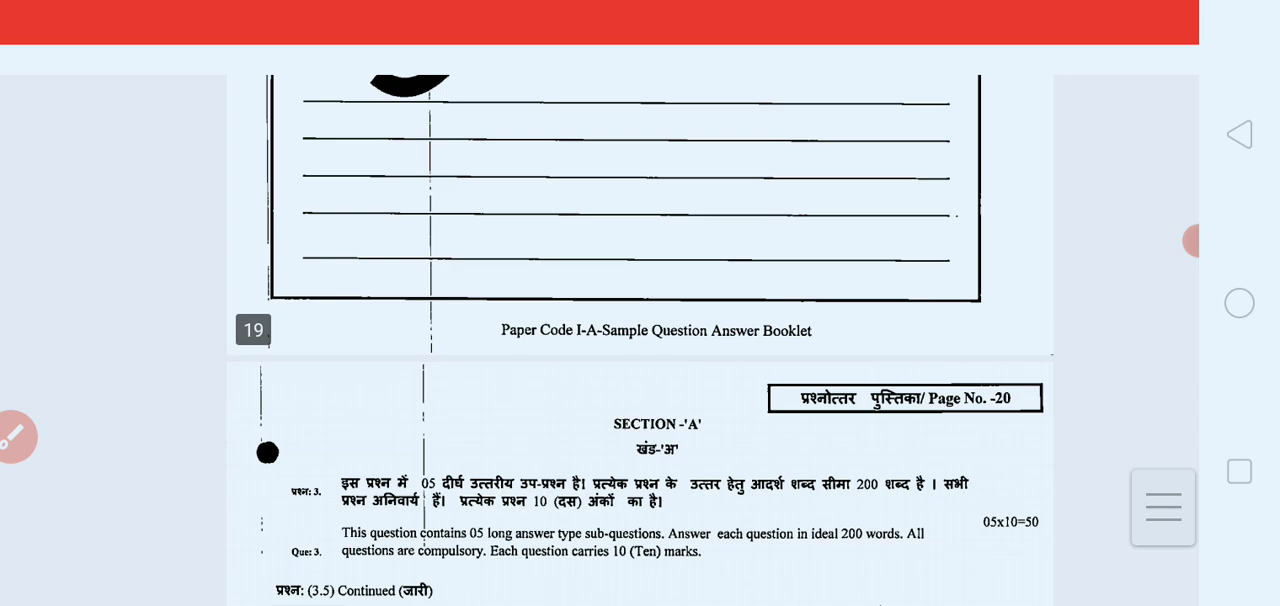 19
Paper Code I-A-Sample Question Answer Booklet
प्रश्नोत्तर पुस्तिका/ Page No. -20
SECTION -'A'
खंड-'अ'
प्रश्न: 3. इस प्रश्न में 05 दीर्घ उत्तरीय उप-प्रश्न है। प्रत्येक प्रश्न के उत्तर हेतु आदर्श शब्द सीमा 200 शब्द है । सभी
प्रश्न अनिवार्य हैं। प्रत्येक प्रश्न 10 (दस) अंकों का है।
05x10=50
This question contains 05 long answer type sub-questions. Answer each question in ideal 200 words. All
Que: 3. questions are compulsory. Each question carries 10 (Ten) marks.
प्रश्न: (3.5) Continued (जारी)